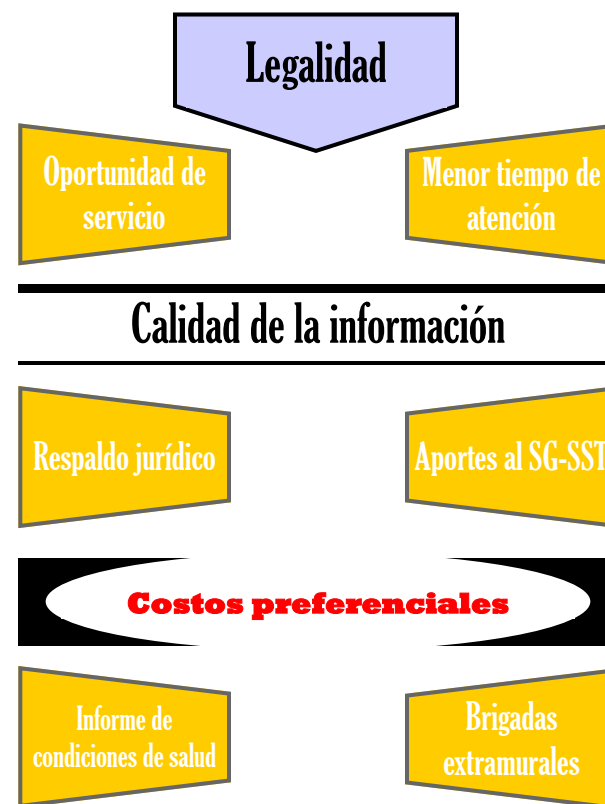 Legalidad
Oportunidad de
servicio
Menor tiempo de
atención
Calidad de la información
Respaldo jurídico
Aportes al SG-SST
Costos preferenciales
Informe de
condiciones de salud
Brigadas
extramurales